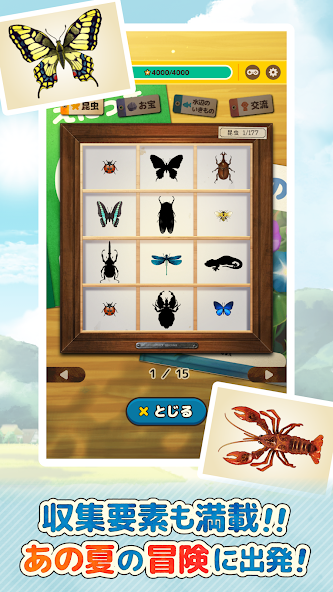 4000/4000
昆虫
お宝
水辺の
いきもの
交流
昆虫 1/177
の
1 / 15
× とじる
収集要素も満載!!
あの夏の冒険に出発!